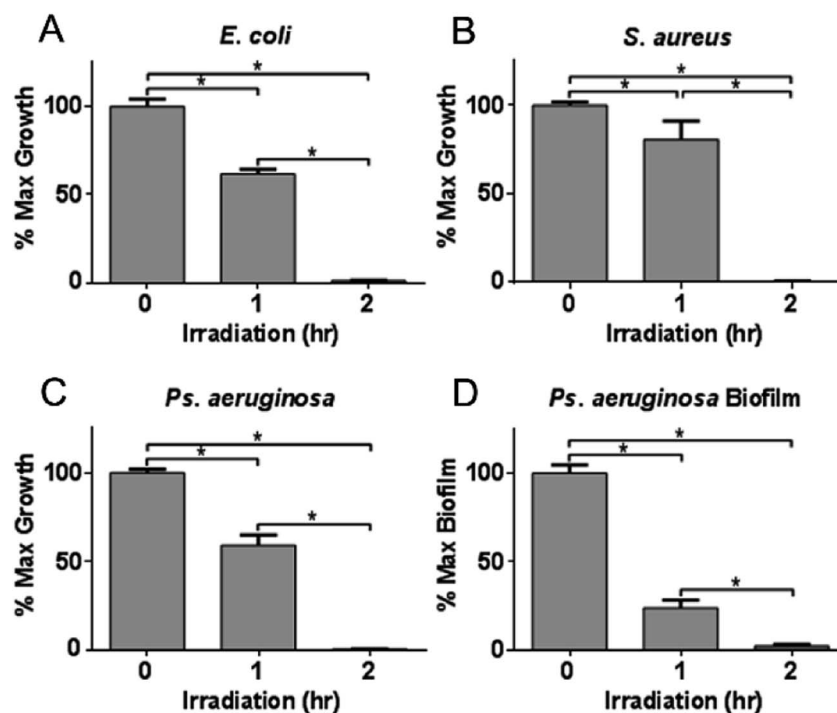 A
E. coli
% Max Growth
100
50
0
*
*
*
0 1 2
Irradiation (hr)
B
S. aureus
% Max Growth
100
50
0
*
*
*
0 1 2
Irradiation (hr)
C
Ps. aeruginosa
% Max Growth
100
50
0
*
*
*
0 1 2
Irradiation (hr)
D
Ps. aeruginosa Biofilm
% Max Biofilm
100
50
0
*
*
*
0 1 2
Irradiation (hr)